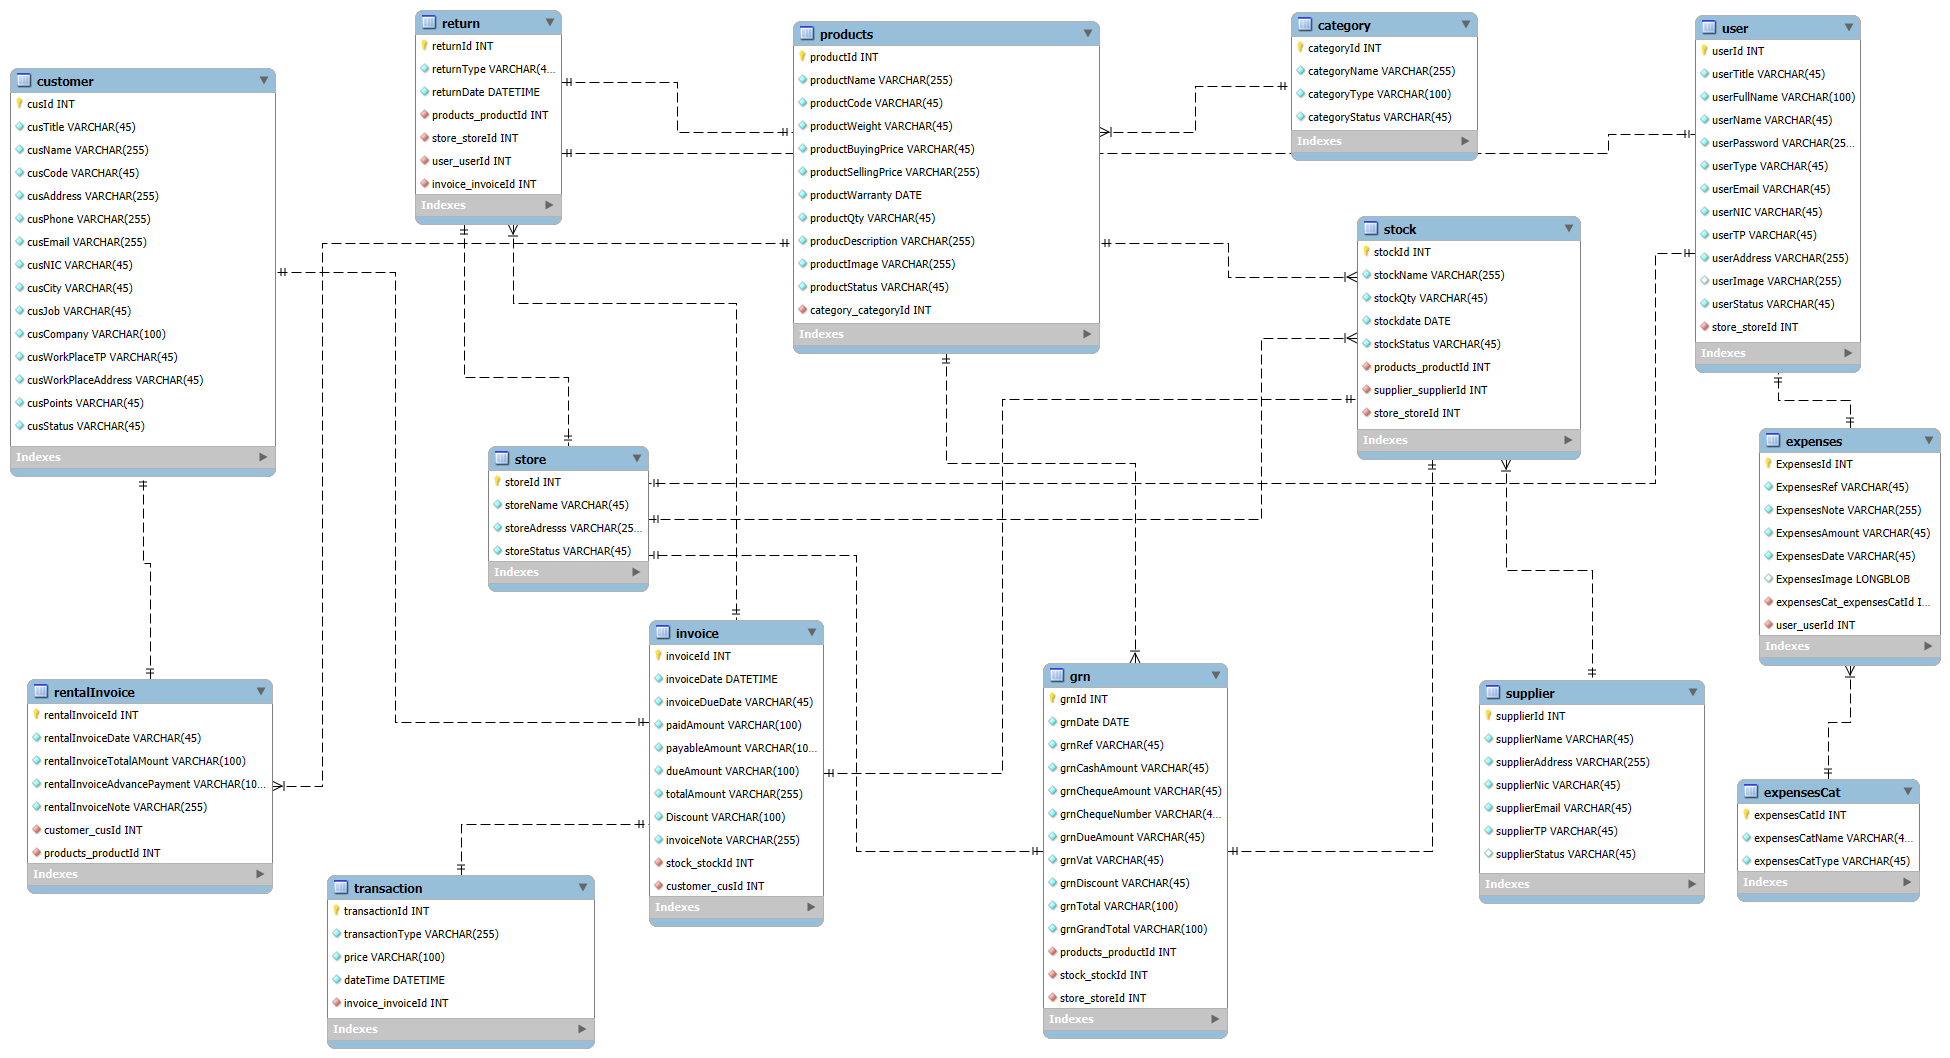 customer
cusId INT
cusTitle VARCHAR(45)
cusName VARCHAR(255)
cusCode VARCHAR(45)
cusAddress VARCHAR(255)
cusPhone VARCHAR(255)
cusEmail VARCHAR(255)
cusNIC VARCHAR(45)
cusCity VARCHAR(45)
cusJob VARCHAR(45)
cusCompany VARCHAR(100)
cusWorkPlaceTP VARCHAR(45)
cusWorkPlaceAddress VARCHAR(45)
cusPoints VARCHAR(45)
cusStatus VARCHAR(45)
Indexes
return
returnId INT
returnType VARCHAR(4...
returnDate DATETIME
products_productId INT
store_storeId INT
user_userId INT
invoice_invoiceId INT
Indexes
products
productId INT
productName VARCHAR(255)
productCode VARCHAR(45)
productWeight VARCHAR(45)
productBuyingPrice VARCHAR(45)
productSellingPrice VARCHAR(255)
productWarranty DATE
productQty VARCHAR(45)
producDescription VARCHAR(255)
productImage VARCHAR(255)
productStatus VARCHAR(45)
category_categoryId INT
Indexes
category
categoryId INT
categoryName VARCHAR(255)
categoryType VARCHAR(100)
categoryStatus VARCHAR(45)
Indexes
user
userId INT
userTitle VARCHAR(45)
userFullName VARCHAR(100)
userName VARCHAR(45)
userPassword VARCHAR(25...
userType VARCHAR(45)
userEmail VARCHAR(45)
userNIC VARCHAR(45)
userTP VARCHAR(45)
userAddress VARCHAR(255)
userImage VARCHAR(255)
userStatus VARCHAR(45)
store_storeId INT
Indexes
stock
stockId INT
stockName VARCHAR(255)
stockQty VARCHAR(45)
stockdate DATE
stockStatus VARCHAR(45)
products_productId INT
supplier_supplierId INT
store_storeId INT
Indexes
store
storeId INT
storeName VARCHAR(45)
storeAdresss VARCHAR(25...
storeStatus VARCHAR(45)
Indexes
expenses
ExpensesId INT
ExpensesRef VARCHAR(45)
ExpensesNote VARCHAR(255)
ExpensesAmount VARCHAR(45)
ExpensesDate VARCHAR(45)
ExpensesImage LONGBLOB
expensesCat_expensesCatId I...
user_userId INT
Indexes
rentalInvoice
rentalInvoiceId INT
rentalInvoiceDate VARCHAR(45)
rentalInvoiceTotalAMount VARCHAR(100)
rentalInvoiceAdvancePayment VARCHAR(10...
rentalInvoiceNote VARCHAR(255)
customer_cusId INT
products_productId INT
Indexes
invoice
invoiceId INT
invoiceDate DATETIME
invoiceDueDate VARCHAR(45)
paidAmount VARCHAR(100)
payableAmount VARCHAR(10...
dueAmount VARCHAR(100)
totalAmount VARCHAR(255)
Discount VARCHAR(100)
invoiceNote VARCHAR(255)
stock_stockId INT
customer_cusId INT
Indexes
grn
grnId INT
grnDate DATE
grnRef VARCHAR(45)
grnCashAmount VARCHAR(45)
grnChequeAmount VARCHAR(45)
grnChequeNumber VARCHAR(4...
grnDueAmount VARCHAR(45)
grnVat VARCHAR(45)
grnDiscount VARCHAR(45)
grnTotal VARCHAR(100)
grnGrandTotal VARCHAR(100)
products_productId INT
stock_stockId INT
store_storeId INT
Indexes
supplier
supplierId INT
supplierName VARCHAR(45)
supplierAddress VARCHAR(255)
supplierNic VARCHAR(45)
supplierEmail VARCHAR(45)
supplierTP VARCHAR(45)
supplierStatus VARCHAR(45)
Indexes
expensesCat
expensesCatId INT
expensesCatName VARCHAR(4...
expensesCatType VARCHAR(45)
Indexes
transaction
transactionId INT
transactionType VARCHAR(255)
price VARCHAR(100)
dateTime DATETIME
invoice_invoiceId INT
Indexes